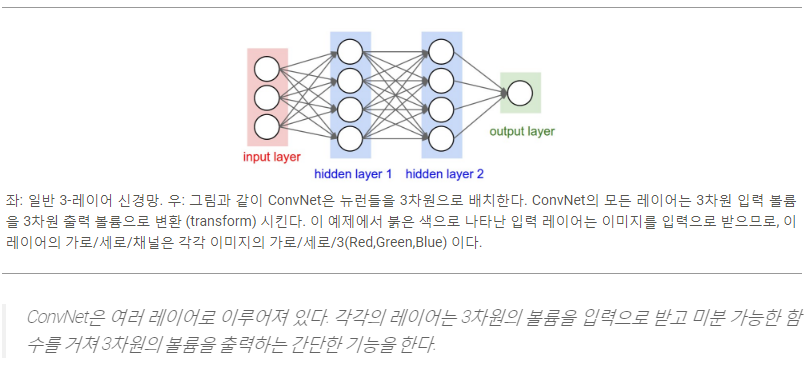 input layer
output layer
hidden layer 1
hidden layer 2
좌: 일반 3-레이어 신경망. 우: 그림과 같이 ConvNet은 뉴런들을 3차원으로 배치한다. ConvNet의 모든 레이어는 3차원 입력 볼륨
을 3차원 출력 볼륨으로 변환 (transform) 시킨다. 이 예제에서 붉은 색으로 나타난 입력 레이어는 이미지를 입력으로 받으므로, 이
레이어의 가로/세로/채널은 각각 이미지의 가로/세로/3(Red,Green,Blue) 이다.
ConvNet은 여러 레이어로 이루어져 있다. 각각의 레이어는 3차원의 볼륨을 입력으로 받고 미분 가능한 함
수를 거쳐 3차원의 볼륨을 출력하는 간단한 기능을 한다.